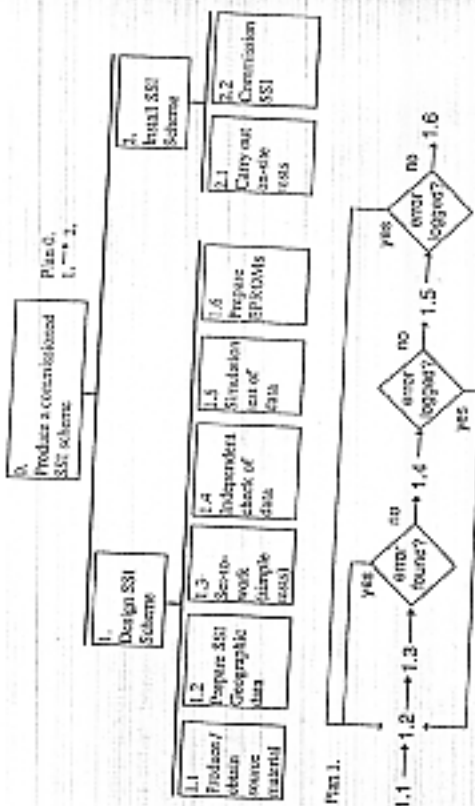 0.
Produce a commissioned
SSI scheme
Plan 0.
1. → 2.
1.
Design SSI
Scheme
2.
Install SSI
Scheme
1.1
Produce/
obtain
source
material
1.2
Prepare SSI
Geographic
data
1.3
Set-to-
work
(simple
tests)
1.4
Independent
check of
data
1.5
Simulation
test of
data
1.6
Prepare
EPROMs
2.1
Carry out
on-site
tests
2.2
Commission
SSI
Plan 1.
1.1 → 1.2 → 1.3
error
found?
yes
no
1.4
error
logged?
no
yes
1.5
error
logged?
yes
no
1.6